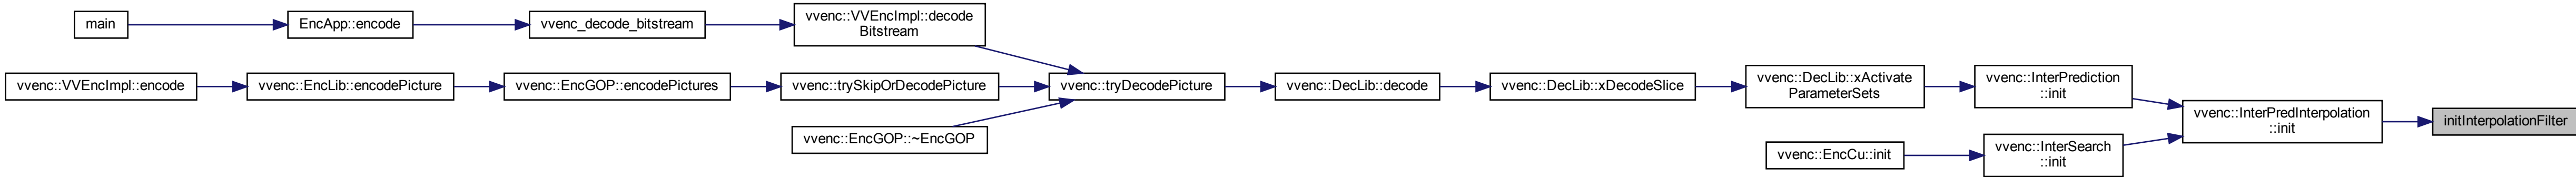 main
EncApp::encode
vvenc_decode_bitstream
vvenc::VVEncImpl::decode
Bitstream
vvenc::VVEncImpl::encode
vvenc::EncLib::encodePicture
vvenc::EncGOP::encodePictures
vvenc::trySkipOrDecodePicture
vvenc::tryDecodePicture
vvenc::DecLib::decode
vvenc::DecLib::xDecodeSlice
vvenc::DecLib::xActivate
ParameterSets
vvenc::InterPrediction
::init
vvenc::InterPredInterpolation
::init
initInterpolationFilter
vvenc::EncGOP::~EncGOP
vvenc::EncCu::init
vvenc::InterSearch
::init